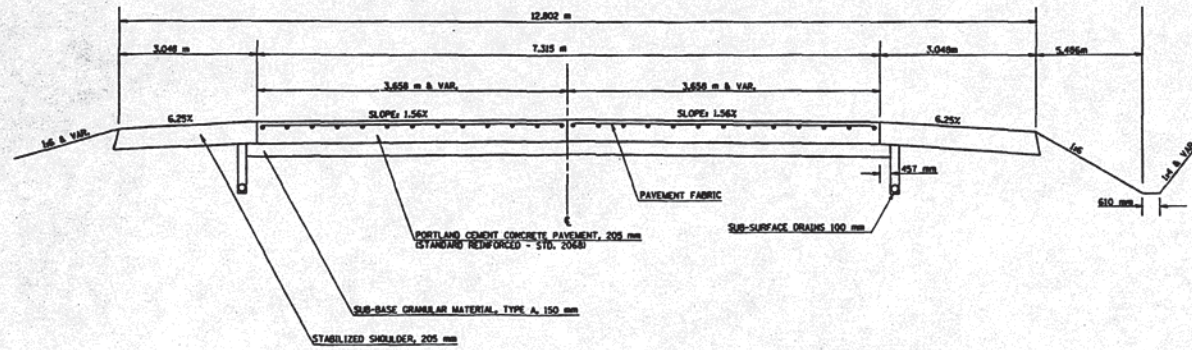 12.802 m
3.048 m
7.315 m
3.048m
5.486m
3.658 m & VAR.
3.658 m & VAR.
6.25%
SLOPE: 1.56%
SLOPE: 1.56%
6.25%
1:6 & VAR.
1:6
1:4 & VAR.
457 mm
PAVEMENT FABRIC
610 mm
SUB-SURFACE DRAINS 100 mm
PORTLAND CEMENT CONCRETE PAVEMENT, 205 mm
(STANDARD REINFORCED - STD. 2068)
SUB-BASE GRANULAR MATERIAL, TYPE A, 150 mm
STABILIZED SHOULDER, 205 mm